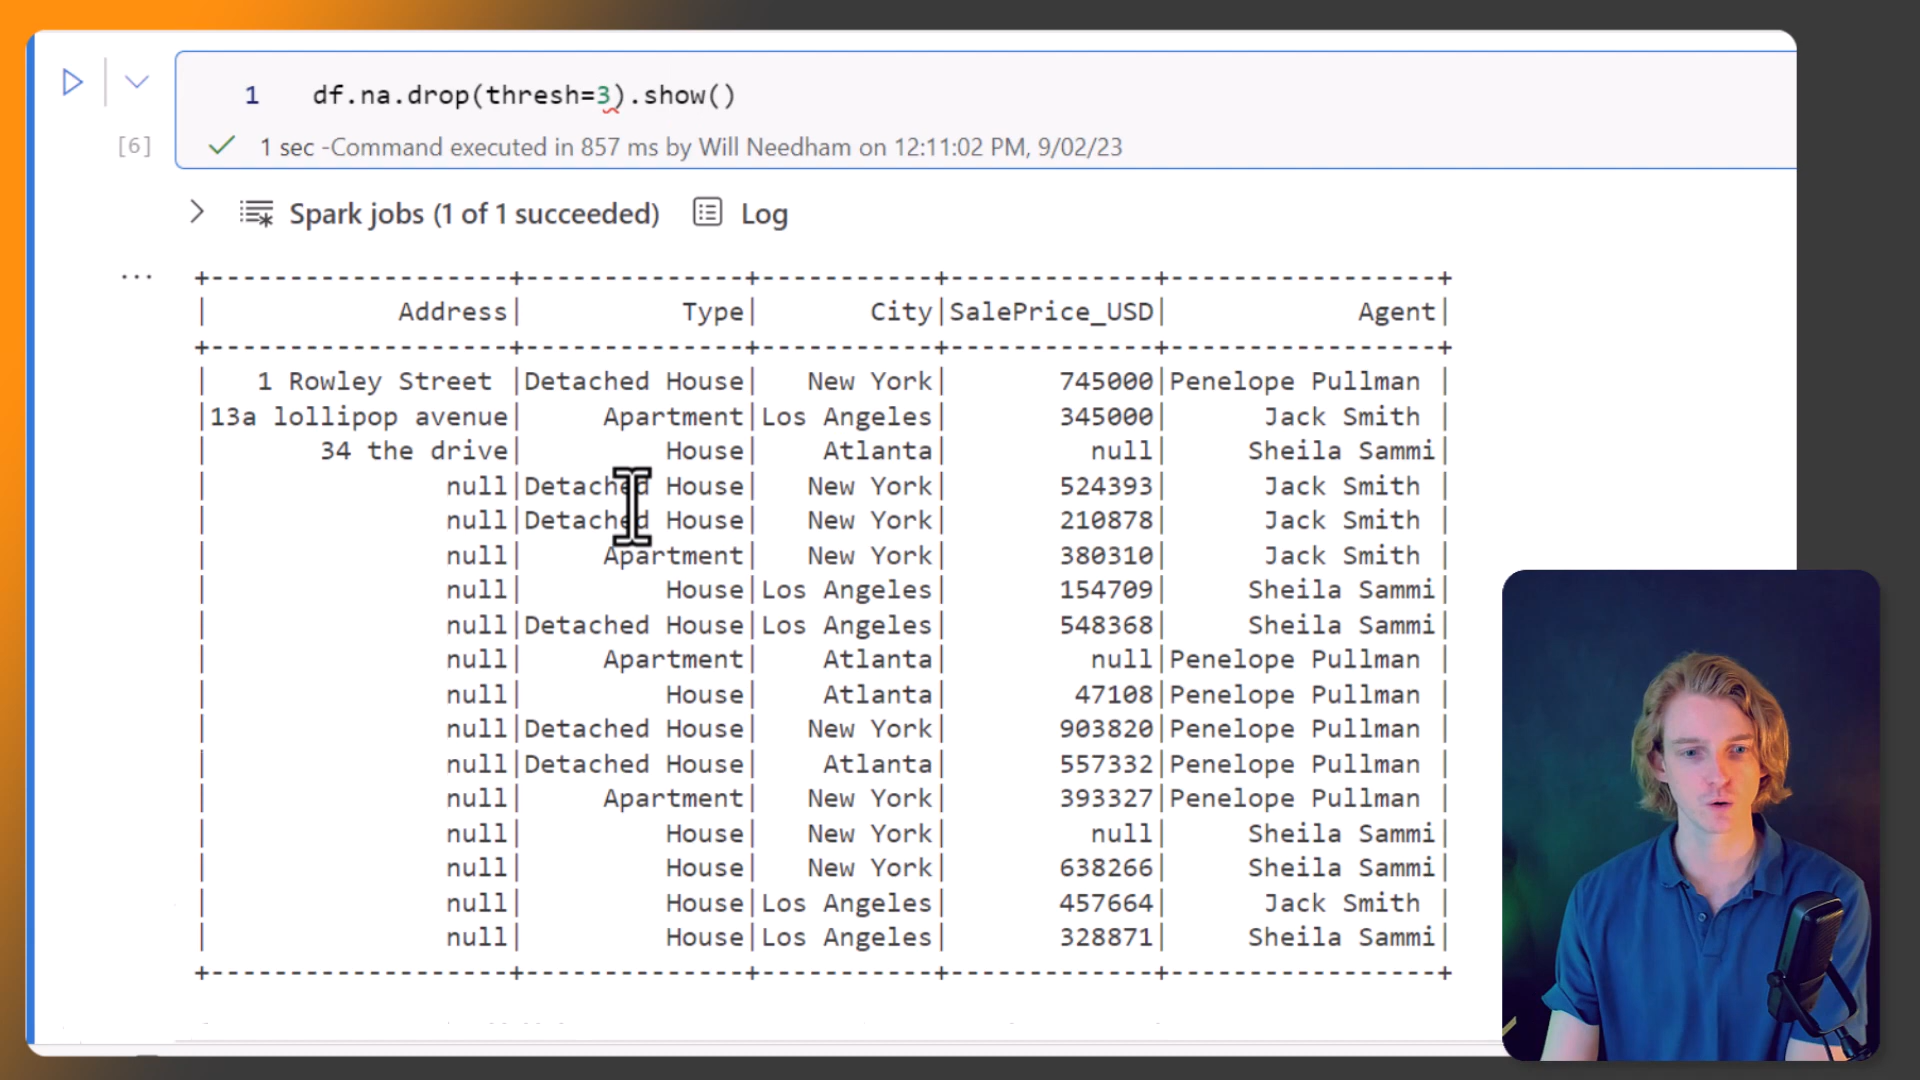 1 df.na.drop(thresh=3).show()
[6] 1 sec -Command executed in 857 ms by Will Needham on 12:11:02 PM, 9/02/23
Spark jobs (1 of 1 succeeded) Log
...
+-------------------+--------------+-----------+-------------+-----------------+
| Address| Type| City|SalePrice_USD| Agent|
+-------------------+--------------+-----------+-------------+-----------------+
| 1 Rowley Street |Detached House| New York| 745000|Penelope Pullman |
|13a lollipop avenue| Apartment|Los Angeles| 345000| Jack Smith |
| 34 the drive| House| Atlanta| null| Sheila Sammi|
| null|Detached House| New York| 524393| Jack Smith |
| null|Detached House| New York| 210878| Jack Smith |
| null| Apartment| New York| 380310| Jack Smith |
| null| House|Los Angeles| 154709| Sheila Sammi|
| null|Detached House|Los Angeles| 548368| Sheila Sammi|
| null| Apartment| Atlanta| null|Penelope Pullman |
| null| House| Atlanta| 47108|Penelope Pullman |
| null|Detached House| New York| 903820|Penelope Pullman |
| null|Detached House| Atlanta| 557332|Penelope Pullman |
| null| Apartment| New York| 393327|Penelope Pullman |
| null| House| New York| null| Sheila Sammi|
| null| House| New York| 638266| Sheila Sammi|
| null| House|Los Angeles| 457664| Jack Smith |
| null| House|Los Angeles| 328871| Sheila Sammi|
+-------------------+--------------+-----------+-------------+-----------------+